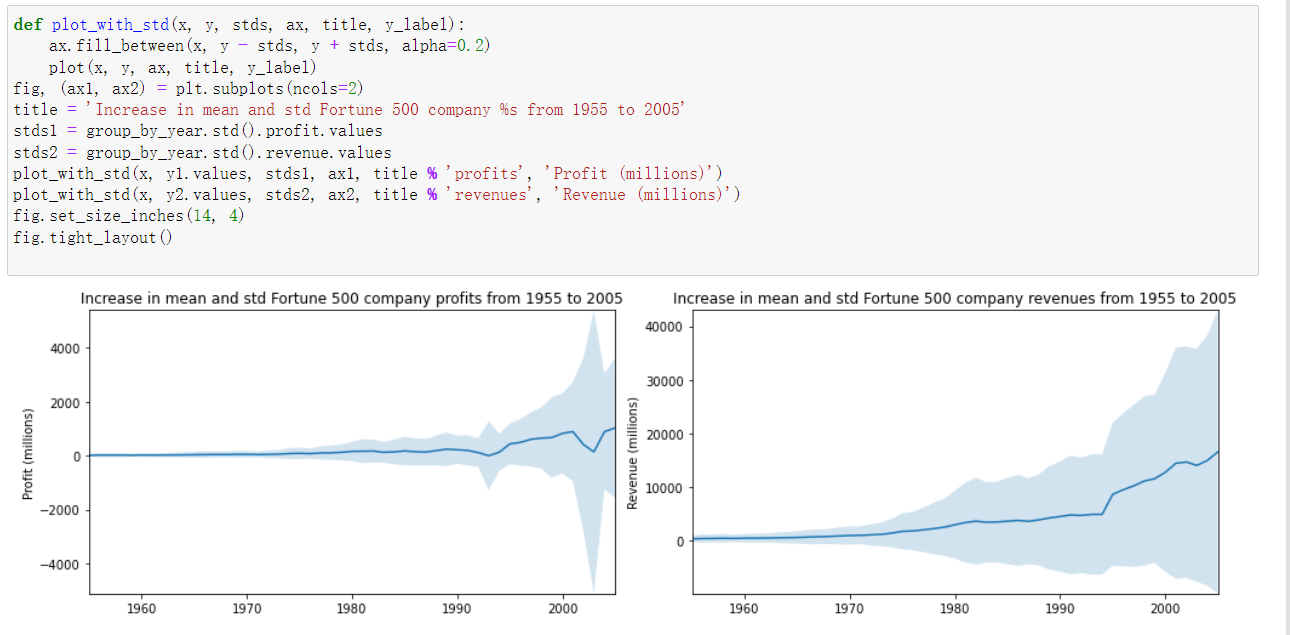 def plot_with_std(x, y, stds, ax, title, y_label):
    ax.fill_between(x, y - stds, y + stds, alpha=0.2)
    plot(x, y, ax, title, y_label)
fig, (ax1, ax2) = plt.subplots(ncols=2)
title = 'Increase in mean and std Fortune 500 company %s from 1955 to 2005'
stds1 = group_by_year.std().profit.values
stds2 = group_by_year.std().revenue.values
plot_with_std(x, y1.values, stds1, ax1, title % 'profits', 'Profit (millions)')
plot_with_std(x, y2.values, stds2, ax2, title % 'revenues', 'Revenue (millions)')
fig.set_size_inches(14, 4)
fig.tight_layout()
Increase in mean and std Fortune 500 company profits from 1955 to 2005
Profit (millions)
4000
2000
0
−2000
−4000
1960 1970 1980 1990 2000
Increase in mean and std Fortune 500 company revenues from 1955 to 2005
Revenue (millions)
40000
30000
20000
10000
0
1960 1970 1980 1990 2000